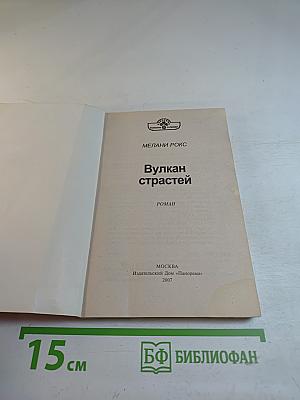 МЕЛАНИ РОКС
Вулкан
страстей
РОМАН
МОСКВА
Издательский Дом «Панорама»
2007
15 см
БФ БИБЛИОФАН